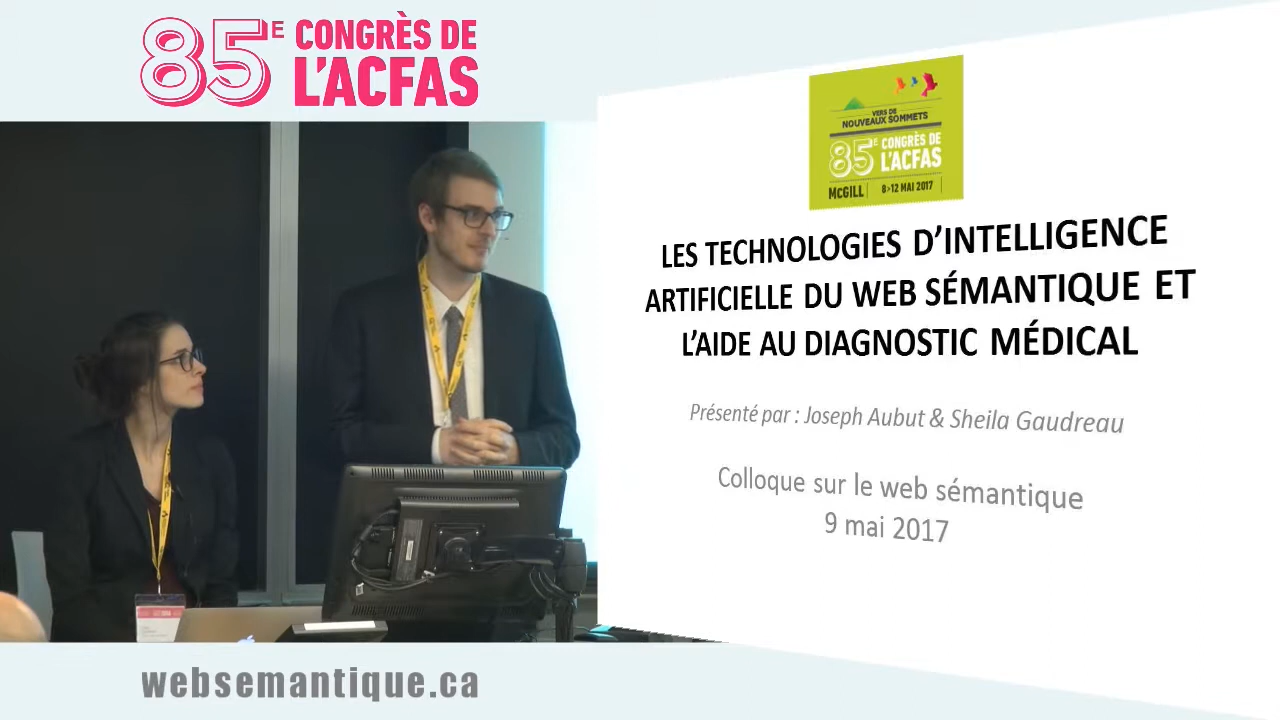 85E CONGRÈS DE
L'ACFAS
VERS DE
NOUVEAUX SOMMETS
85E CONGRÈS DE
L'ACFAS
McGILL | 8>12 MAI 2017
LES TECHNOLOGIES D'INTELLIGENCE
ARTIFICIELLE DU WEB SÉMANTIQUE ET
L'AIDE AU DIAGNOSTIC MÉDICAL
Présenté par : Joseph Aubut & Sheila Gaudreau
Colloque sur le web sémantique
9 mai 2017
websemantique.ca